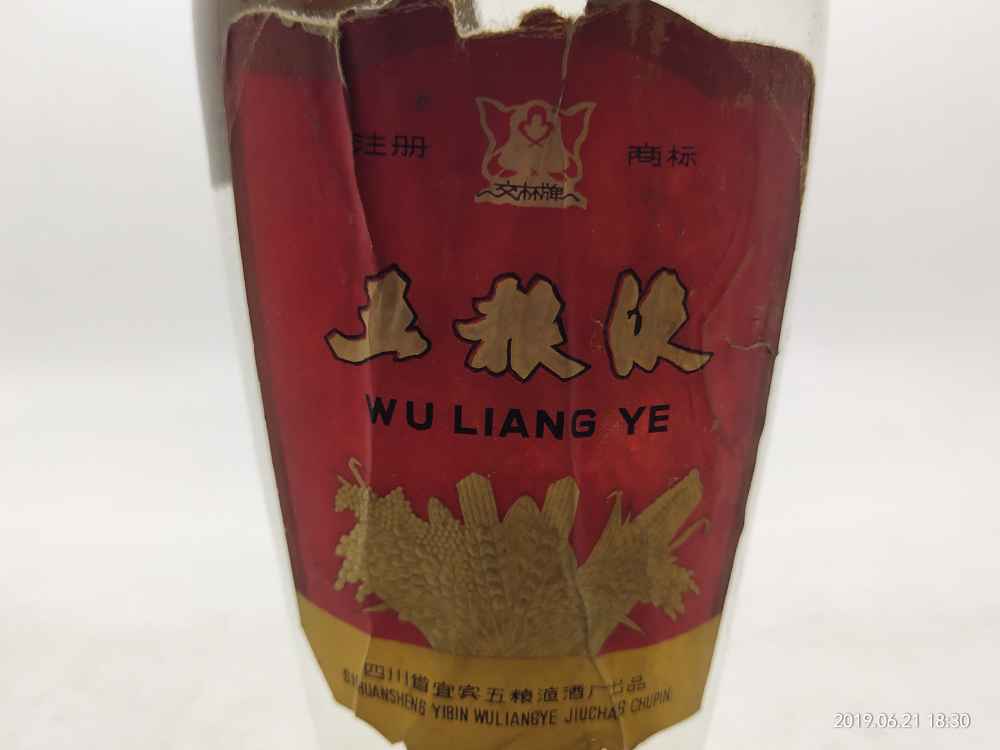 注册 商标
交杯牌
五粮液
WU LIANG YE
四川省宜宾五粮液酒厂出品
SICHUANSHENG YIBIN WULIANGYE JIUCHAG CHUPIN
2019.06.21 18:30